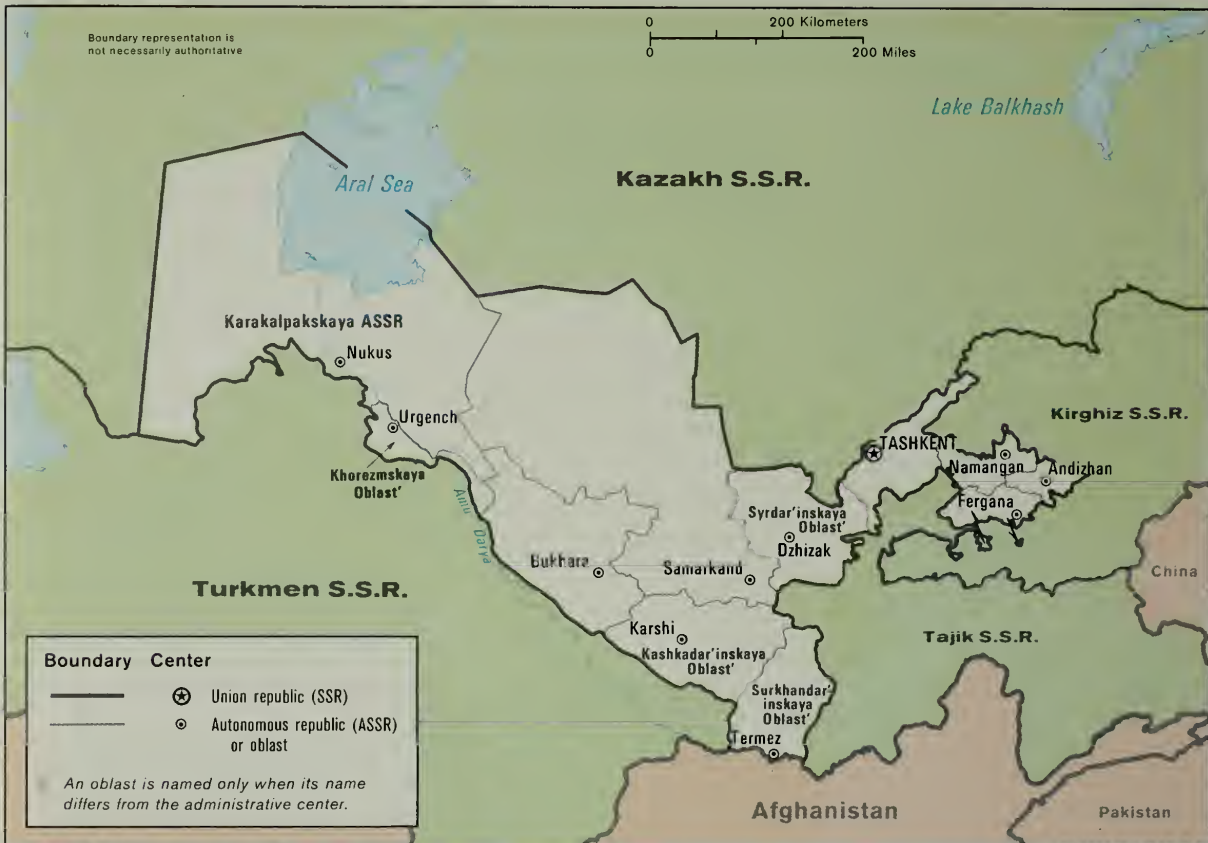 Boundary representation is
not necessarily authoritative
0 200 Kilometers
0 200 Miles
Lake Balkhash
Aral Sea
Kazakh S.S.R.
Karakalpakskaya ASSR
Nukus
Urgench
Khorezmskaya
Oblast'
Amu Darya
Kirghiz S.S.R.
TASHKENT
Namangan
Andizhan
Fergana
Syrdar'inskaya
Oblast'
Dzhizak
Bukhara
Samarkand
China
Turkmen S.S.R.
Karshi
Kashkadar'inskaya
Oblast'
Tajik S.S.R.
Surkhandar'
inskaya
Oblast'
Termez
Afghanistan
Pakistan
Boundary Center
Union republic (SSR)
Autonomous republic (ASSR)
or oblast
An oblast is named only when its name
differs from the administrative center.